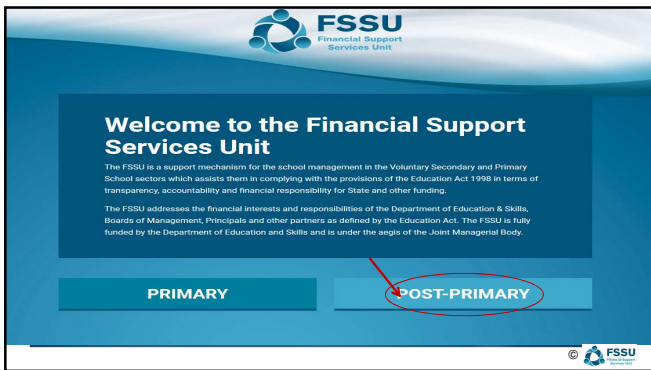 FSSU
Financial Support
Services Unit
Welcome to the Financial Support
Services Unit
The FSSU is a support mechanism for the school management in the Voluntary Secondary and Primary
School sectors which assists them in complying with the provisions of the Education Act 1998 in terms of
transparency, accountability and financial responsibility for State and other funding.
The FSSU addresses the financial interests and responsibilities of the Department of Education & Skills,
Boards of Management, Principals and other partners as defined by the Education Act. The FSSU is fully
funded by the Department of Education and Skills and is under the aegis of the Joint Managerial Body.
PRIMARY POST-PRIMARY
© FSSU
Financial Support
Services Unit